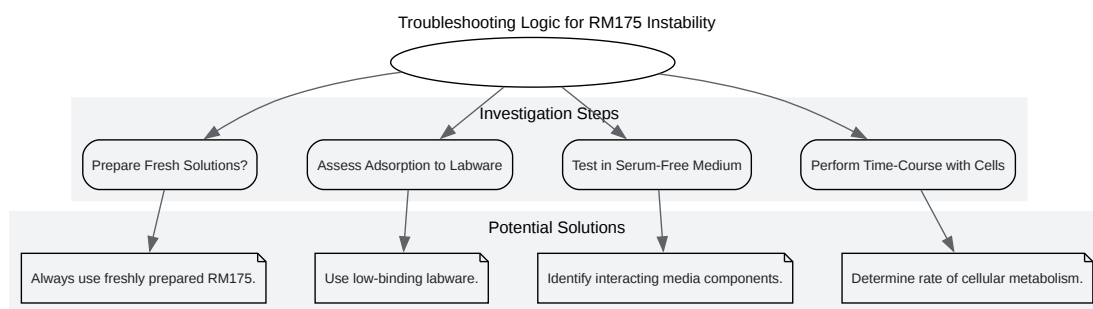 Troubleshooting Logic for RM175 Instability
Investigation Steps
Prepare Fresh Solutions?
Assess Adsorption to Labware
Test in Serum-Free Medium
Perform Time-Course with Cells
Potential Solutions
Always use freshly prepared RM175.
Use low-binding labware.
Identify interacting media components.
Determine rate of cellular metabolism.